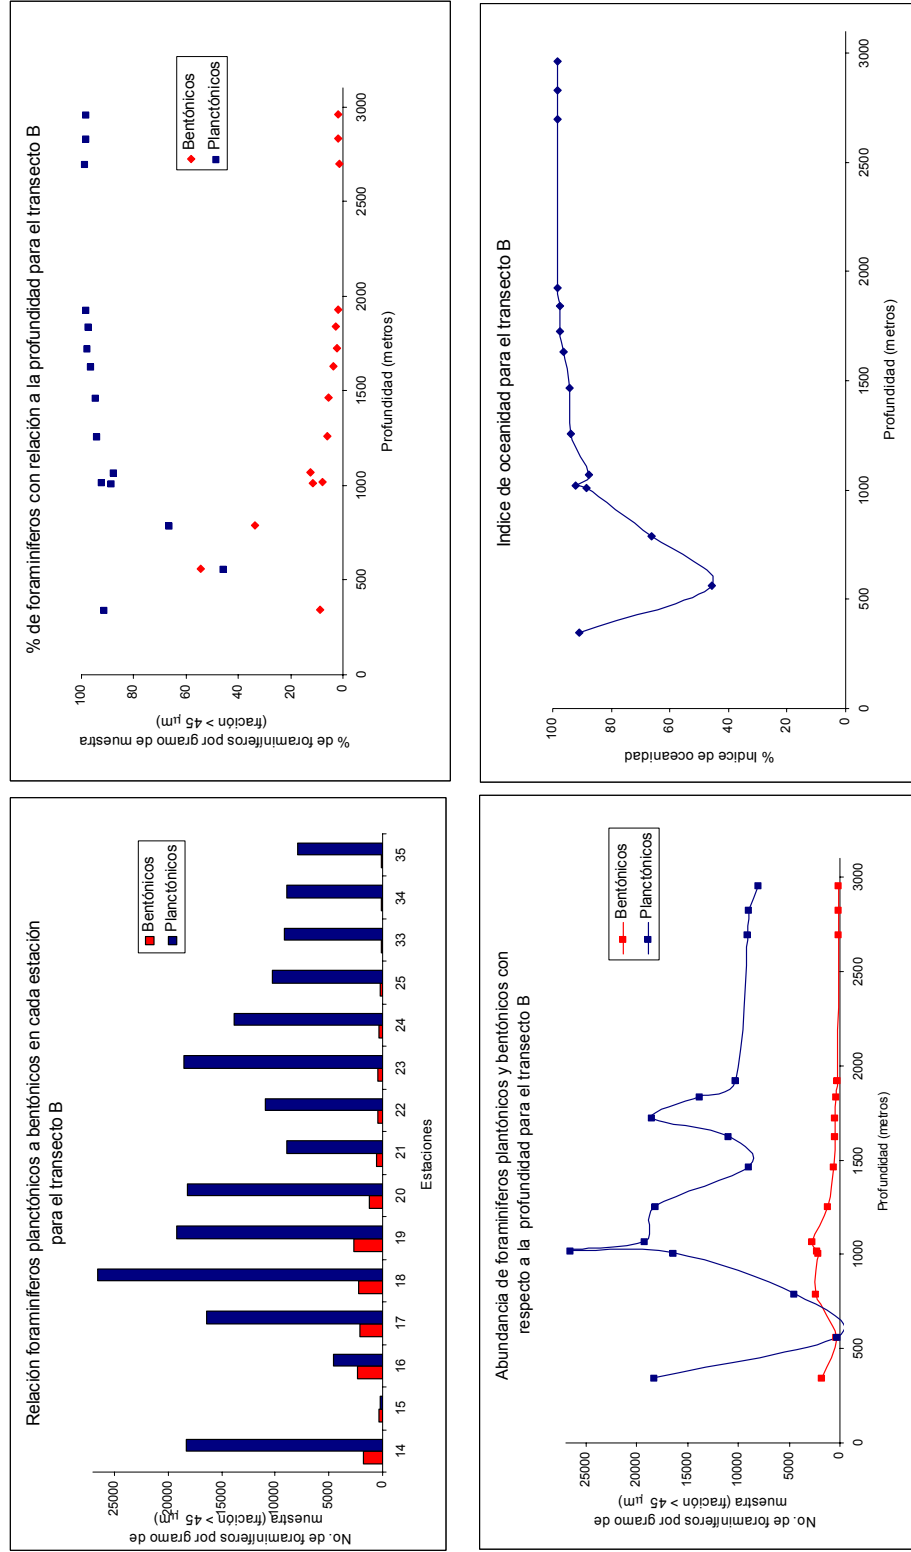 Relación foraminíferos planctónicos a bentónicos en cada estación
para el transecto B
No. de foraminíferos por gramo de
muestra (fración > 45 µm)
25000
20000
15000
10000
5000
0
14 15 16 17 18 19 20 21 22 23 24 25 33 34 35
Estaciones
Bentónicos
Planctónicos
% de foraminíferos con relación a la profundidad para el transecto B
% de foraminíferos por gramo de muestra
(fración > 45 µm)
100
80
60
40
20
0
0 500 1000 1500 2000 2500 3000
Profundidad (metros)
Bentónicos
Planctónicos
Abundancia de foraminiferos plantónicos y bentónicos con
respecto a la profundidad para el transecto B
No. de foraminíferos por gramo de
muestra (fración > 45 µm)
25000
20000
15000
10000
5000
0
0 500 1000 1500 2000 2500 3000
Profundidad (metros)
Bentónicos
Planctónicos
Indice de oceanidad para el transecto B
% Indice de oceanidad
100
80
60
40
20
0
0 500 1000 1500 2000 2500 3000
Profundidad (metros)